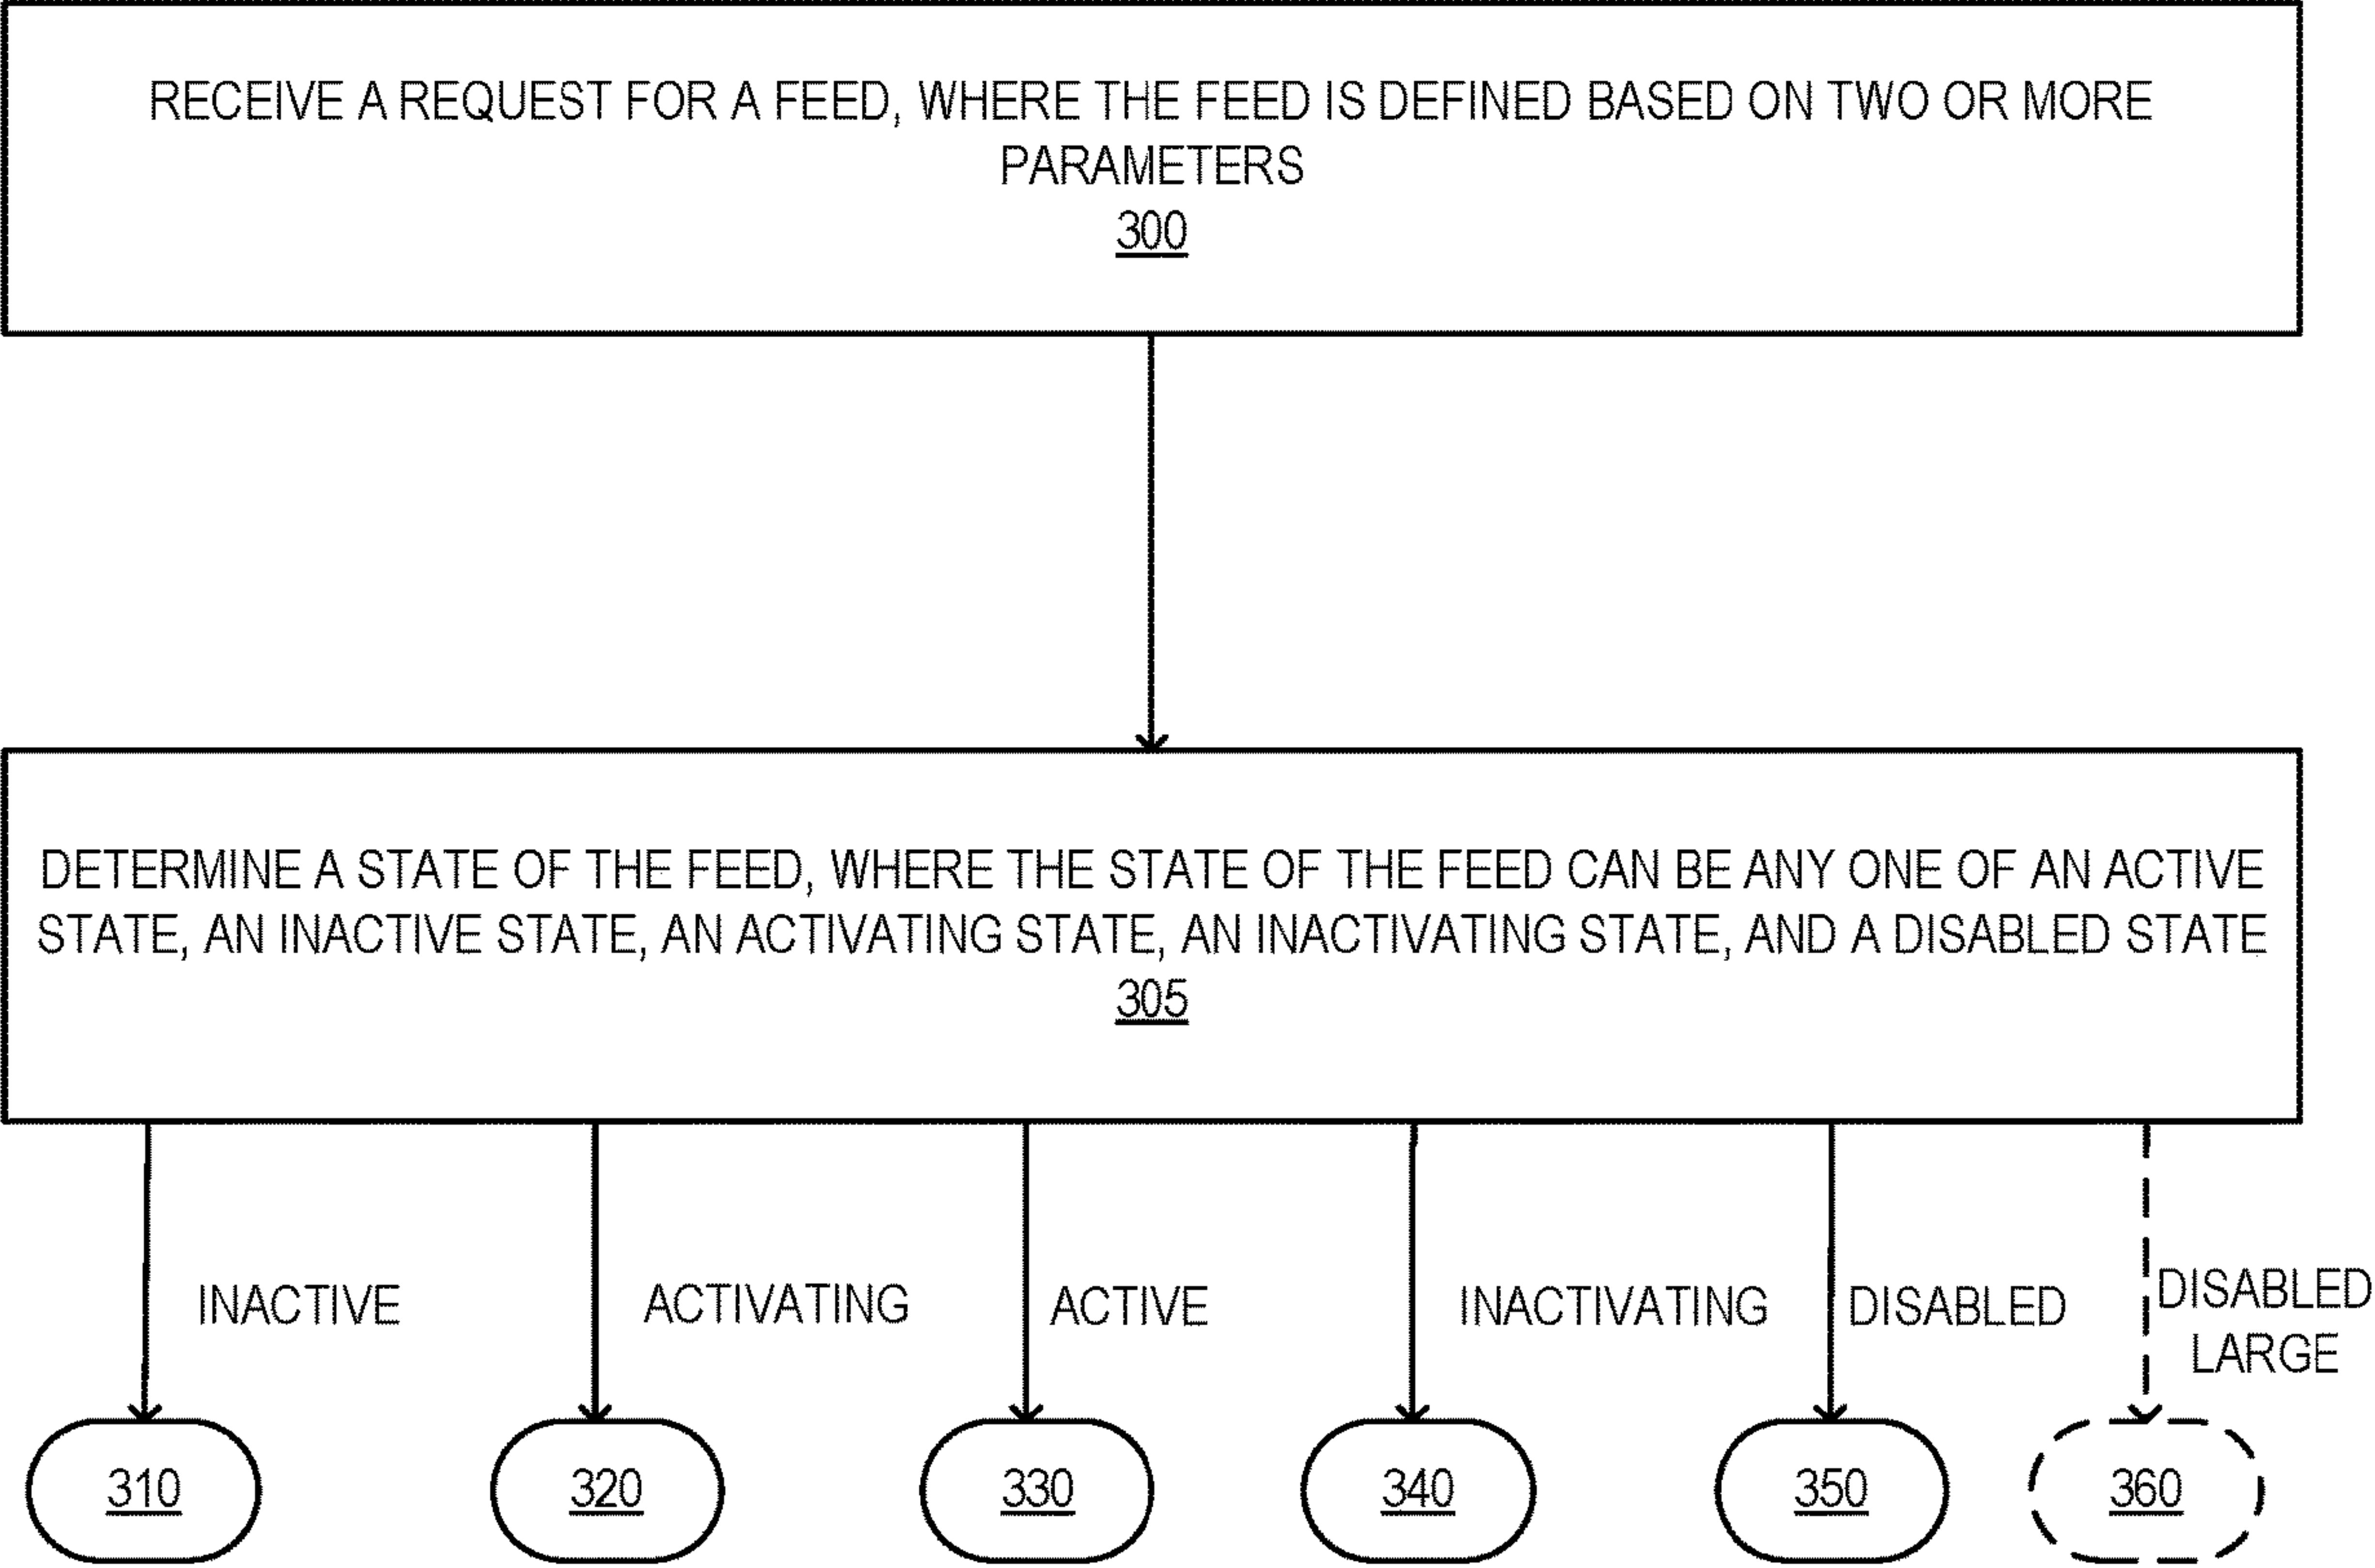 RECEIVE A REQUEST FOR A FEED, WHERE THE FEED IS DEFINED BASED ON TWO OR MORE
PARAMETERS
300
DETERMINE A STATE OF THE FEED, WHERE THE STATE OF THE FEED CAN BE ANY ONE OF AN ACTIVE
STATE, AN INACTIVE STATE, AN ACTIVATING STATE, AN INACTIVATING STATE, AND A DISABLED STATE
305
INACTIVE
ACTIVATING
ACTIVE
INACTIVATING
DISABLED
DISABLED
LARGE
310
320
330
340
350
360